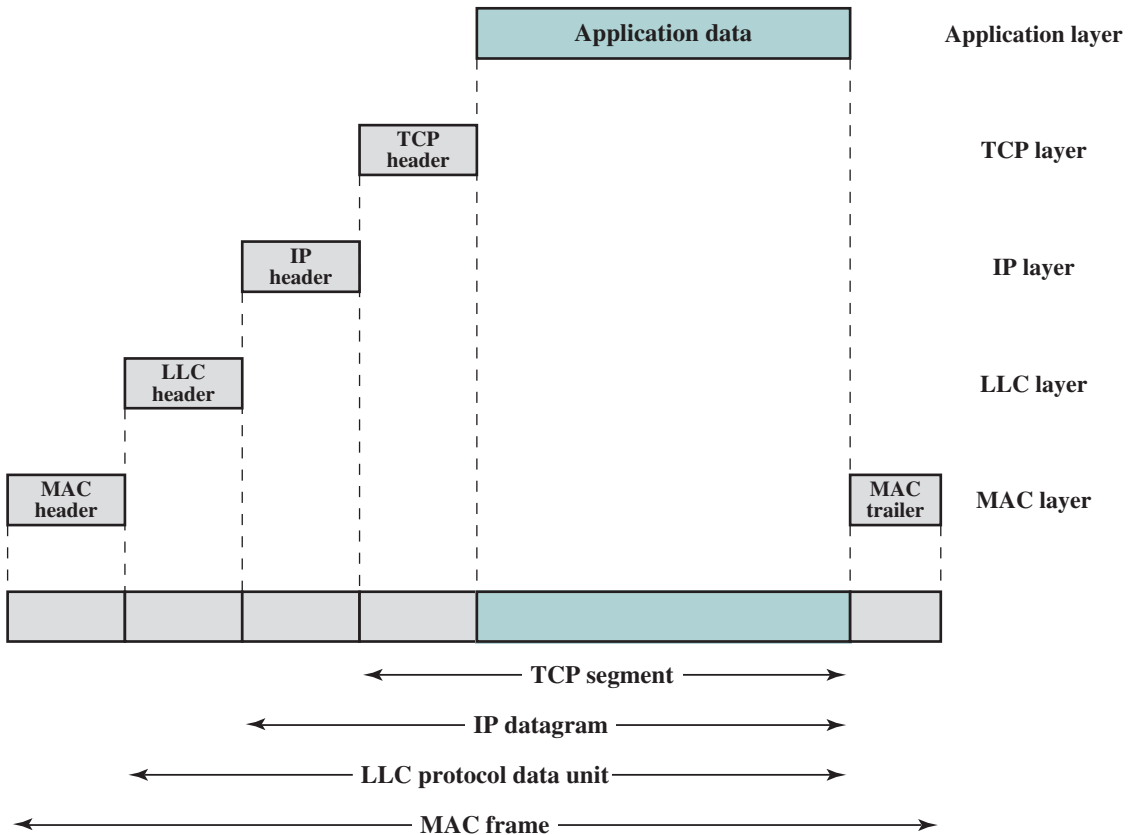 Application data
Application layer
TCP
header
TCP layer
IP
header
IP layer
LLC
header
LLC layer
MAC
header
MAC
trailer
MAC layer
TCP segment
IP datagram
LLC protocol data unit
MAC frame